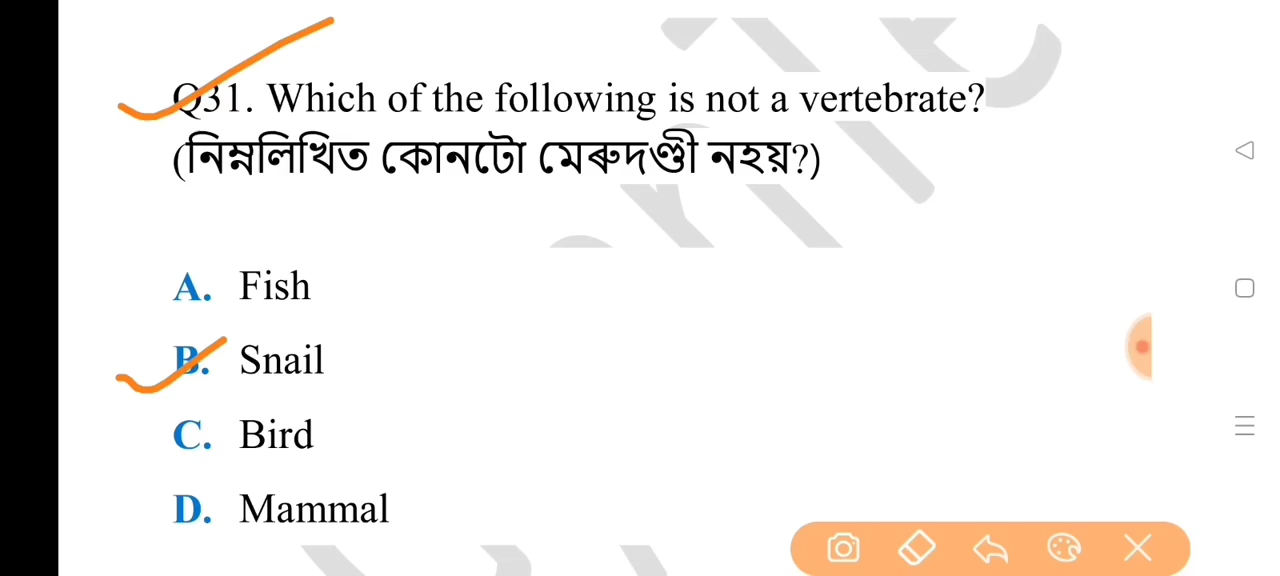 Q31. Which of the following is not a vertebrate?
(নিম্নলিখিত কোনটো মেৰুদণ্ডী নহয়?)
A. Fish
B. Snail
C. Bird
D. Mammal